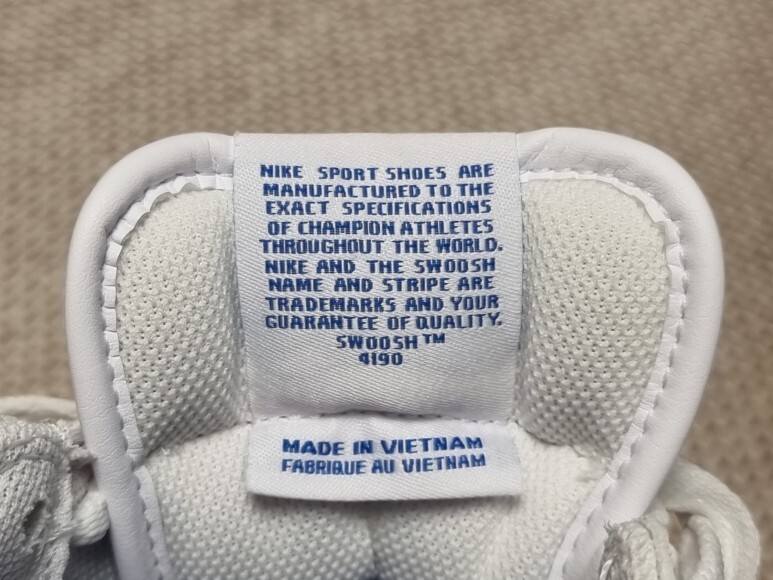 NIKE SPORT SHOES ARE
MANUFACTURED TO THE
EXACT SPECIFICATIONS
OF CHAMPION ATHLETES
THROUGHOUT THE WORLD.
NIKE AND THE SWOOSH
NAME AND STRIPE ARE
TRADEMARKS AND YOUR
GUARANTEE OF QUALITY.
SWOOSH™
4190
MADE IN VIETNAM
FABRIQUE AU VIETNAM